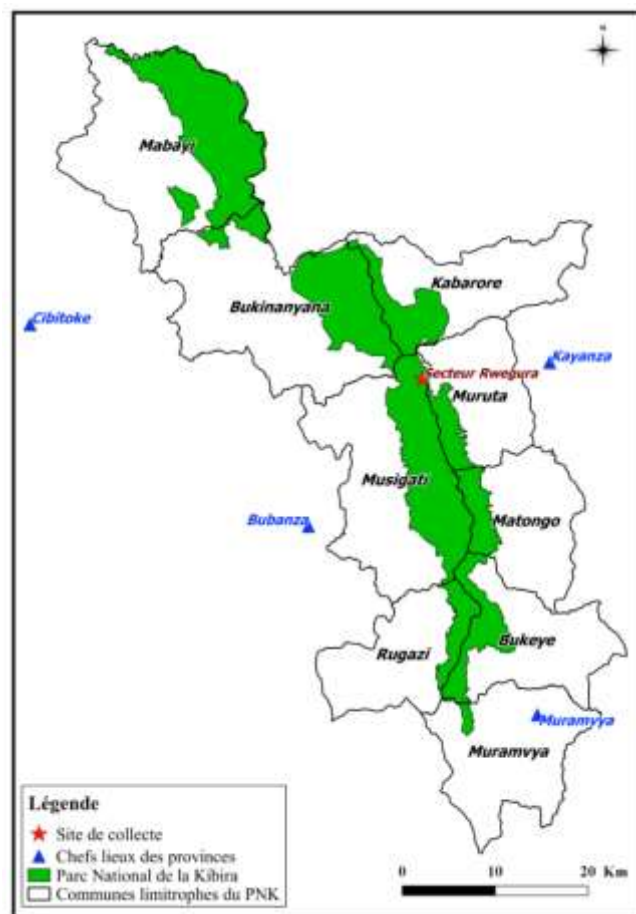 N
Mabayi
Kabarore
Bukinanyana
Cibitoke
Kayanza
Secteur Rwegura
Muruta
Musigati
Matongo
Bubanza
Rugazi
Bukeye
Muramvya
Muramvya
Légende
Site de collecte
Chefs lieux des provinces
Parc National de la Kibira
Communes limitrophes du PNK
0 10 20 Km